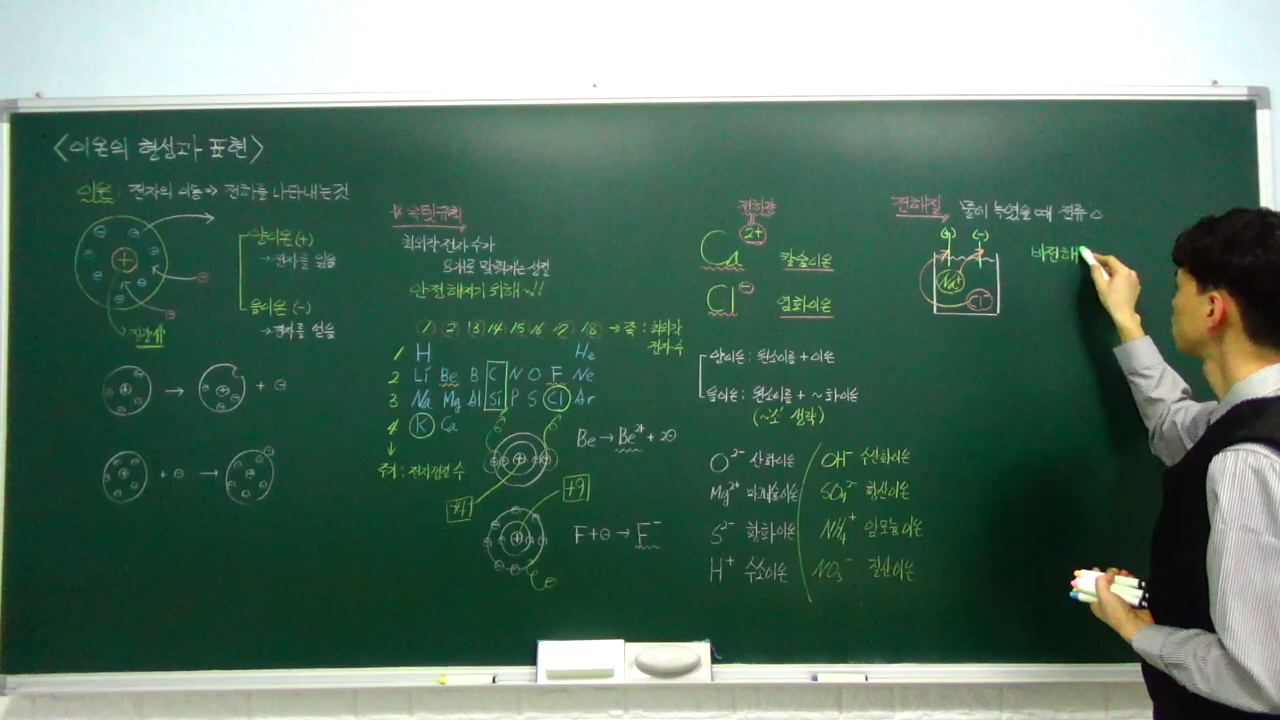 <이온의 형성과 표현>
이온: 전자의 이동 ⇒ 전하를 나타내는것
양이온 (+)
→ 전자를 잃음
음이온 (-)
→ 전자를 얻음
→ + ⊖
+ ⊖ →
옥텟규칙
최외각 전자 수가
8개로 맞춰지는 성질
안전해지기 위해~!!
1 2 13 14 15 16 17 18 → 족 : 최외각
전자수
1 H He
2 Li Be B C N O F Ne
3 Na Mg Al Si P S Cl Ar
4 K Ca
주기 : 전자껍질 수
Be → Be2+ + 2⊖
+4
+9
F + ⊖ → F-
Ca 2+ 칼슘이온
Cl ⊖ 염화이온
양이온 : 원소이름 + 이온
음이온 : 원소이름 + ~화이온
(~'소' 생략)
O2- 산화이온
Mg2+ 마그네슘이온
S2- 황화이온
H+ 수소이온
OH- 수산화이온
SO42- 황산이온
NH4+ 암모늄이온
NO3- 질산이온
전해질 물에 녹였을 때 전류 ○
(+) (-)
Na+
Cl-
비전해